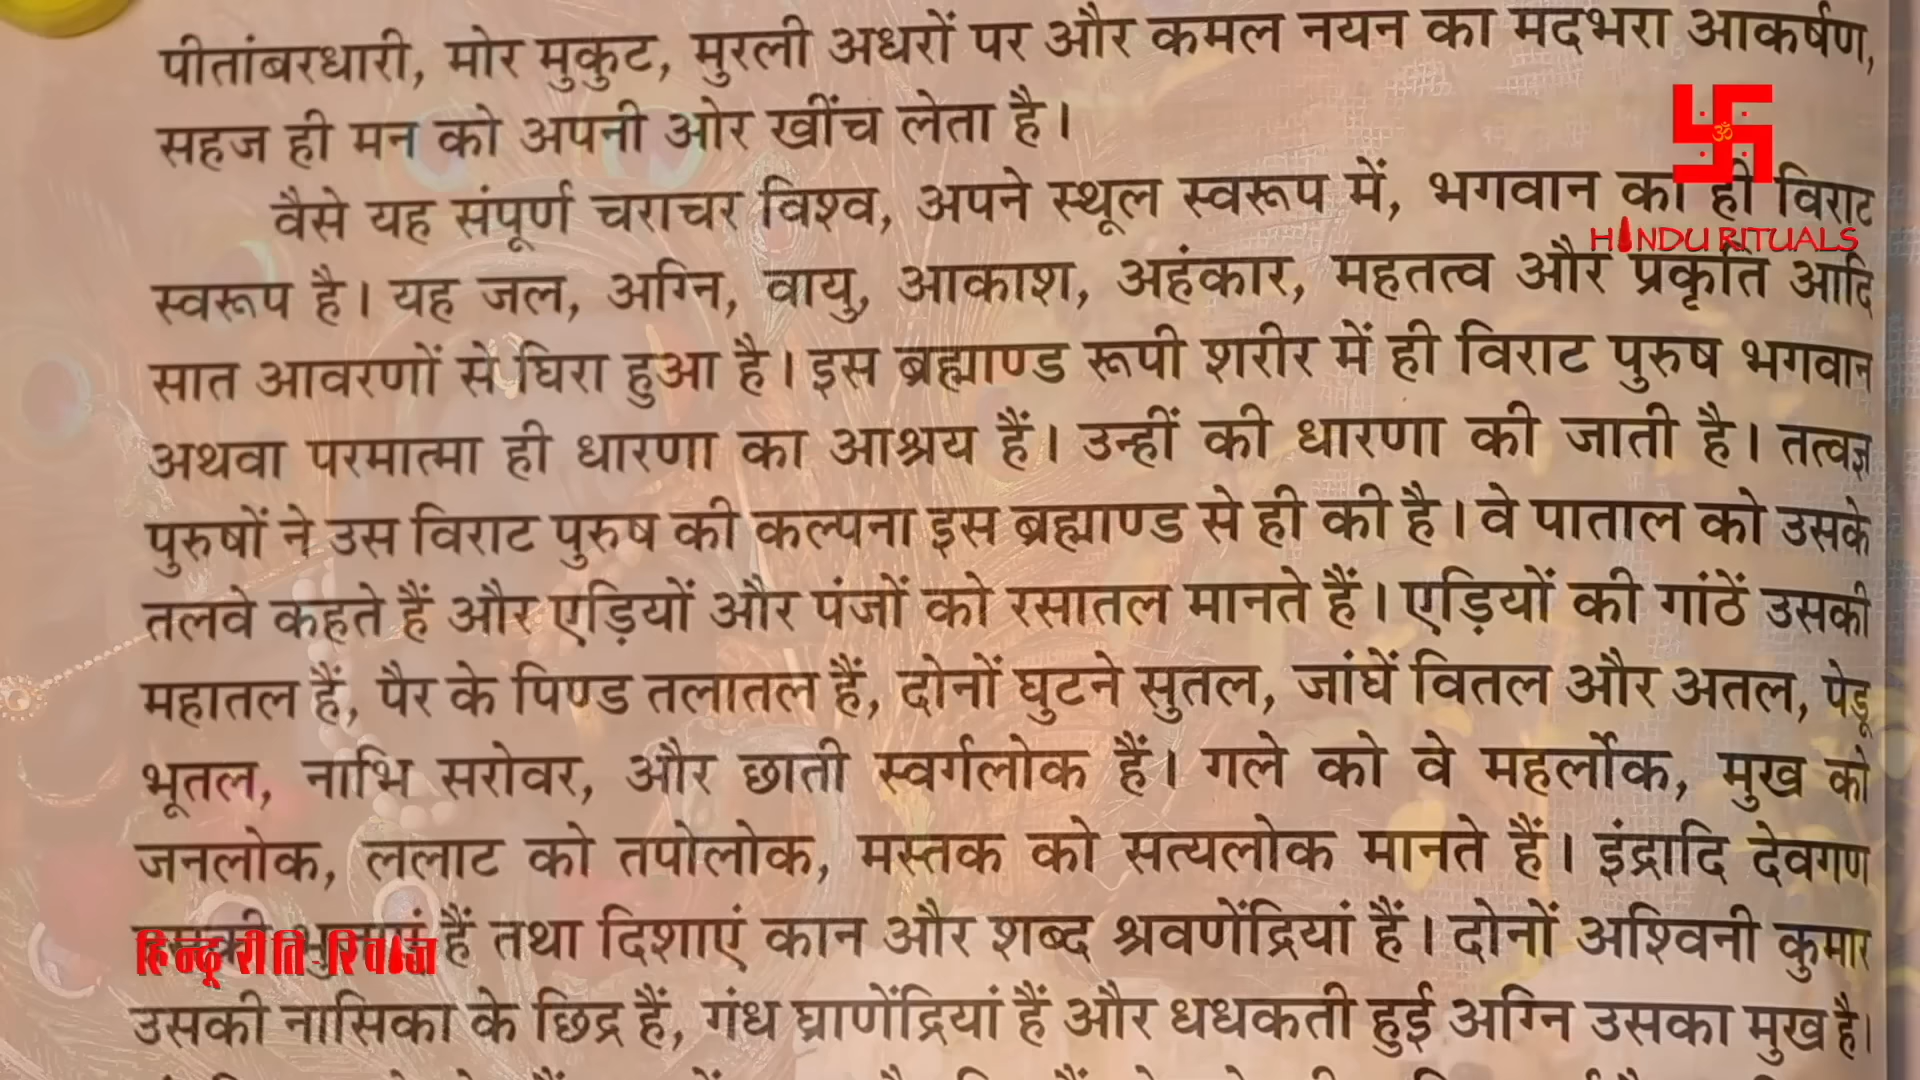 पीतांबरधारी, मोर मुकुट, मुरली अधरों पर और कमल नयन का मदभरा आकर्षण,
सहज ही मन को अपनी ओर खींच लेता है।
वैसे यह संपूर्ण चराचर विश्व, अपने स्थूल स्वरूप में, भगवान का ही विराट
HINDU RITUALS
स्वरूप है। यह जल, अग्नि, वायु, आकाश, अहंकार, महतत्व और प्रकृति आदि
सात आवरणों से घिरा हुआ है। इस ब्रह्माण्ड रूपी शरीर में ही विराट पुरुष भगवान
अथवा परमात्मा ही धारणा का आश्रय हैं। उन्हीं की धारणा की जाती है। तत्वज्ञ
पुरुषों ने उस विराट पुरुष की कल्पना इस ब्रह्माण्ड से ही की है। वे पाताल को उसके
तलवे कहते हैं और एड़ियों और पंजों को रसातल मानते हैं। एड़ियों की गांठें उसकी
महातल हैं, पैर के पिण्ड तलातल हैं, दोनों घुटने सुतल, जांघें वितल और अतल, पेडू
भूतल, नाभि सरोवर, और छाती स्वर्गलोक हैं। गले को वे महर्लोक, मुख को
जनलोक, ललाट को तपोलोक, मस्तक को सत्यलोक मानते हैं। इंद्रादि देवगण
हैं तथा दिशाएं कान और शब्द श्रवणेंद्रियां हैं। दोनों अश्विनी कुमार
हिन्दू रीति-रिवाज
उसकी नासिका के छिद्र हैं, गंध घ्राणेंद्रियां हैं और धधकती हुई अग्नि उसका मुख है।